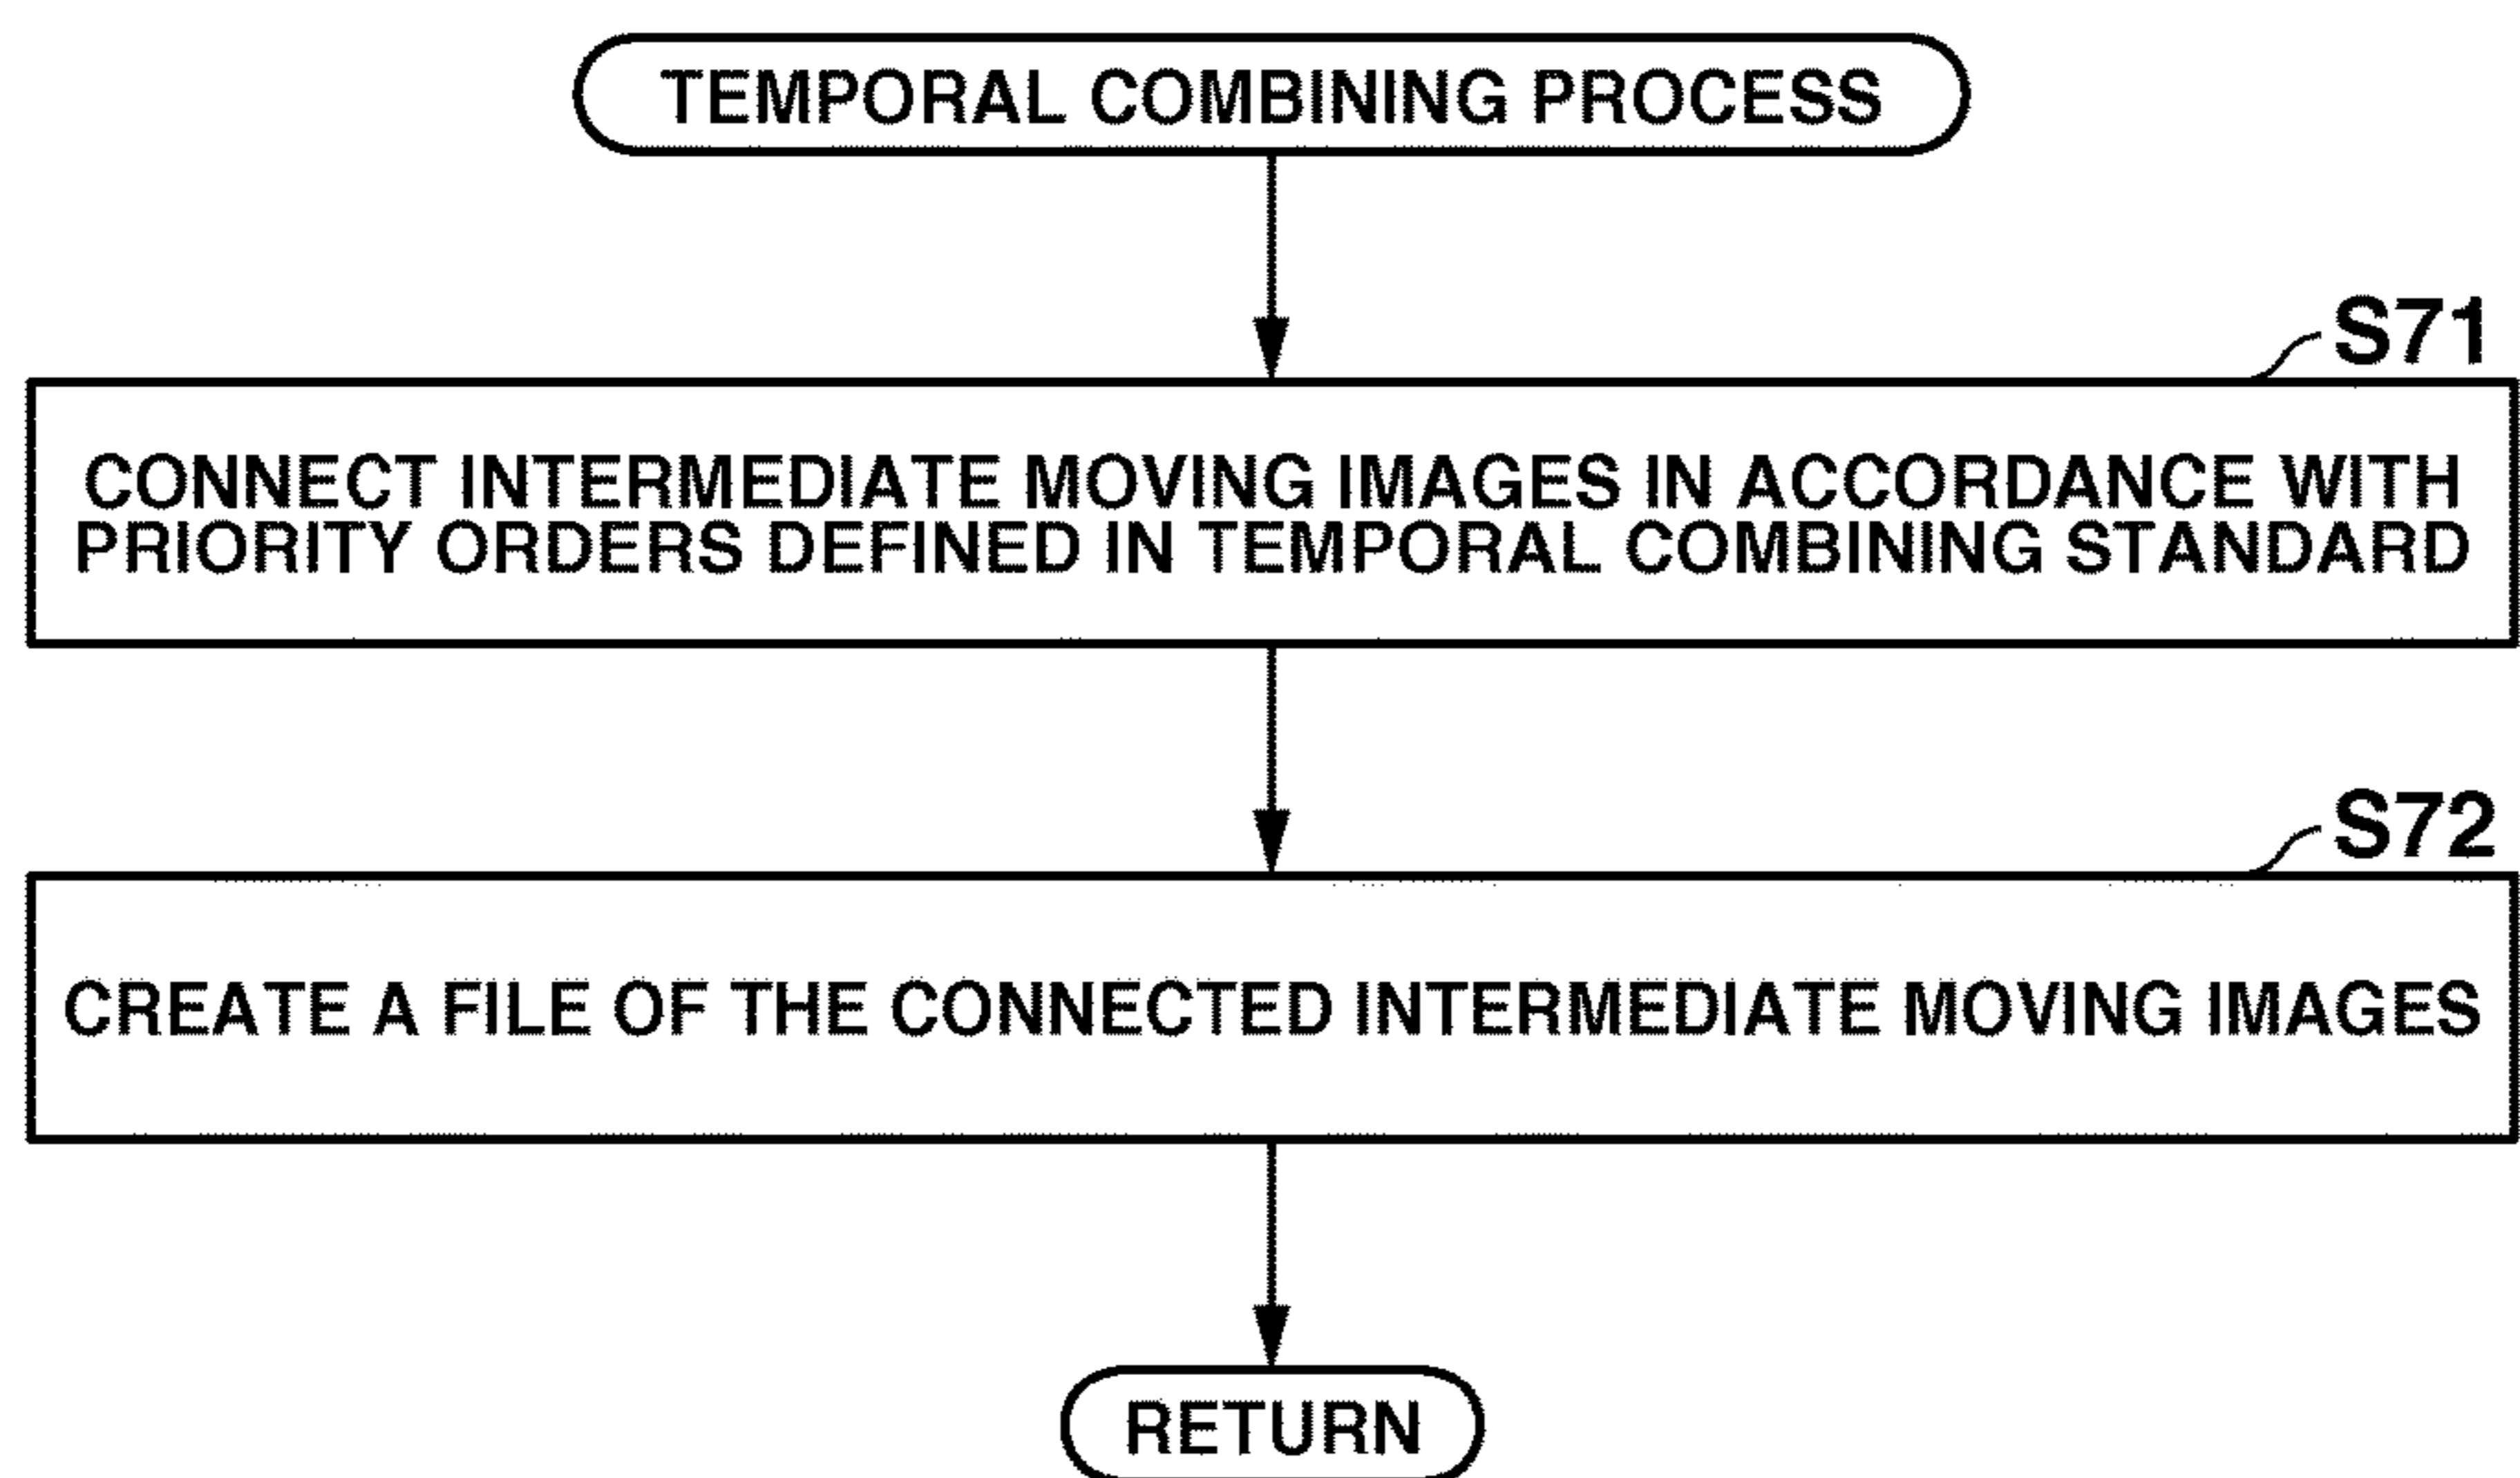 TEMPORAL COMBINING PROCESS
S71
CONNECT INTERMEDIATE MOVING IMAGES IN ACCORDANCE WITH
PRIORITY ORDERS DEFINED IN TEMPORAL COMBINING STANDARD
S72
CREATE A FILE OF THE CONNECTED INTERMEDIATE MOVING IMAGES
RETURN